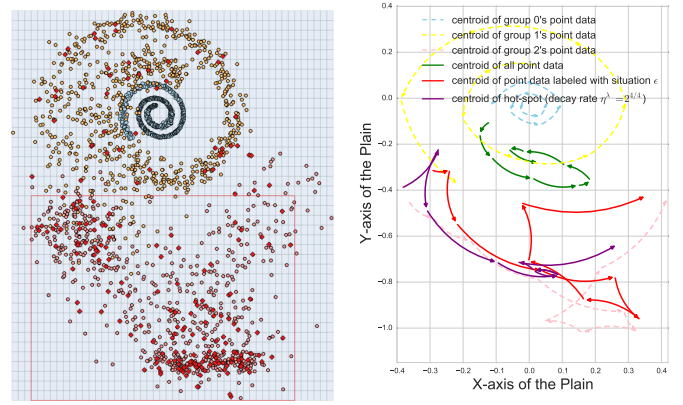 0.4
0.2
0.0
−0.2
−0.4
−0.6
−0.8
−1.0
Y-axis of the Plain
centroid of group 0's point data
centroid of group 1's point data
centroid of group 2's point data
centroid of all point data
centroid of point data labeled with situation ϵ
centroid of hot-spot (decay rate η^λ = 2^{4/4})
−0.4 −0.3 −0.2 −0.1 0.0 0.1 0.2 0.3 0.4
X-axis of the Plain